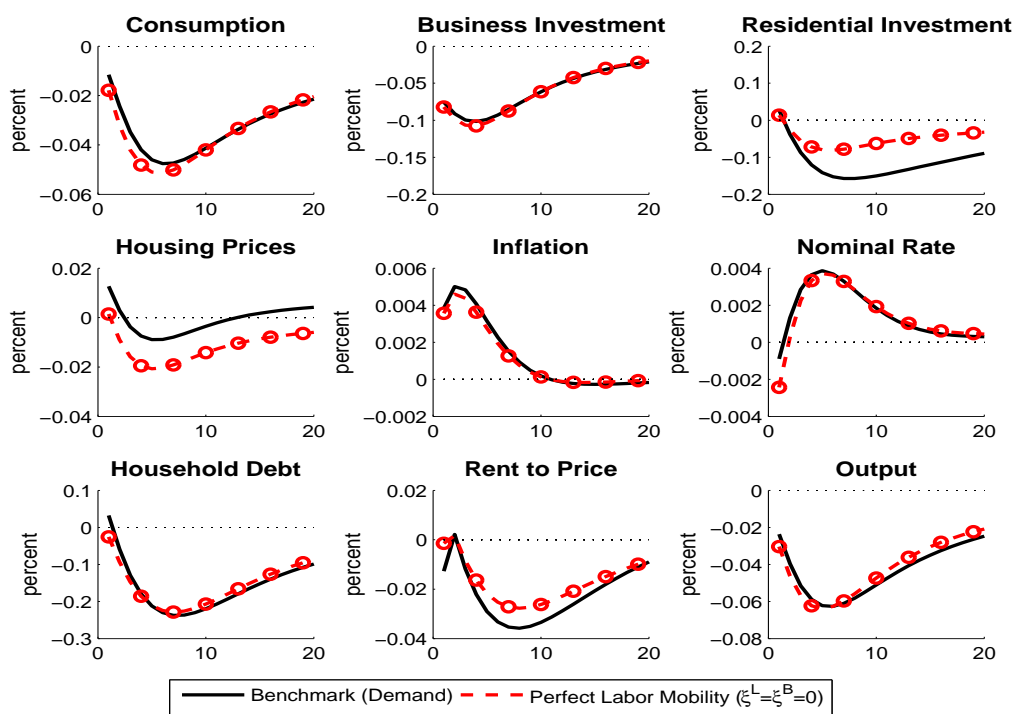 Consumption
Business Investment
Residential Investment
percent
0
−0.02
−0.04
−0.06
0 10 20
0
−0.05
−0.1
−0.15
−0.2
0 10 20
percent
0.2
0.1
0
−0.1
−0.2
0 10 20
Housing Prices
Inflation
Nominal Rate
percent
0.02
0
−0.02
−0.04
0 10 20
0.006
0.004
0.002
0
−0.002
0 10 20
percent
0.004
0.002
0
−0.002
−0.004
0 10 20
Household Debt
Rent to Price
Output
percent
0.1
0
−0.1
−0.2
−0.3
0 10 20
0.02
0
−0.02
−0.04
0 10 20
percent
0
−0.02
−0.04
−0.06
−0.08
0 10 20
Benchmark (Demand) Perfect Labor Mobility (ξ^L=ξ^B=0)